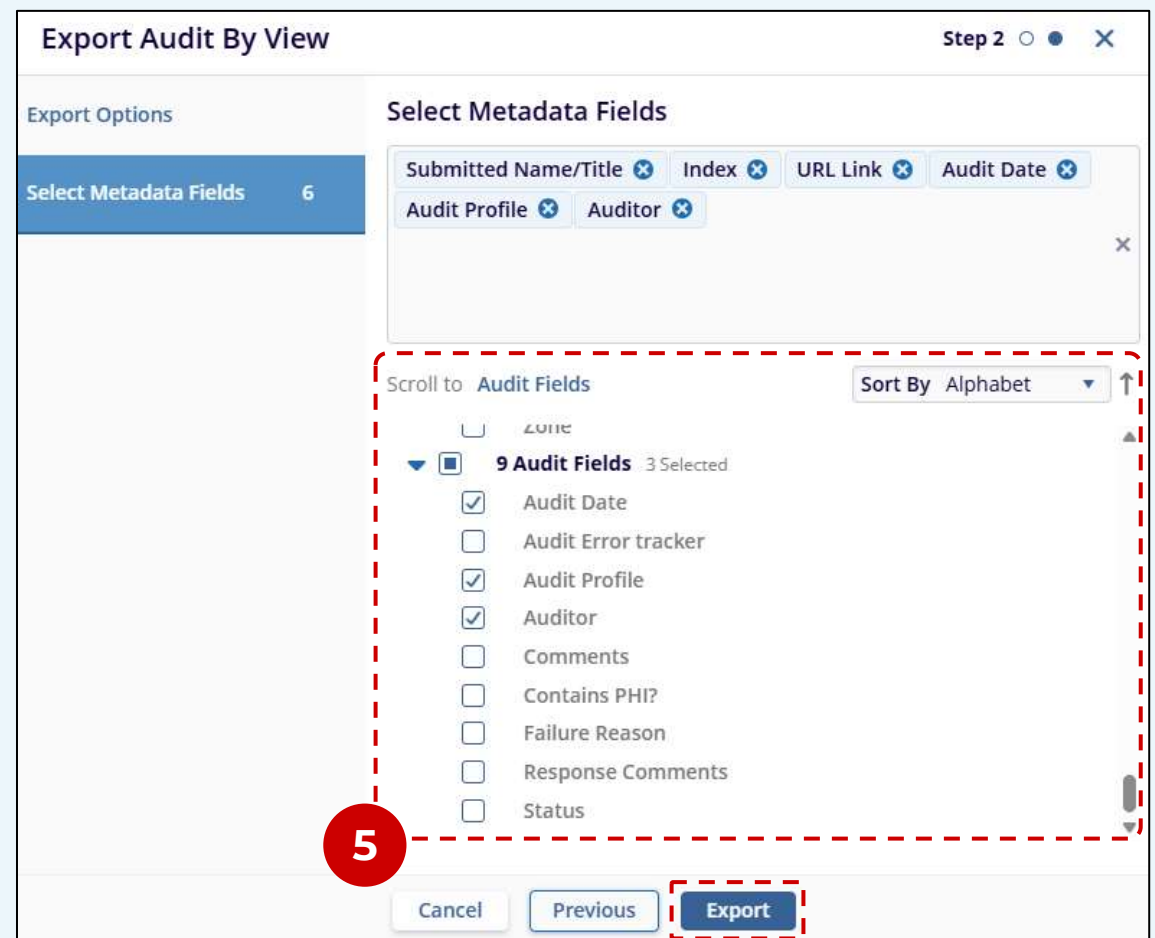 Export Audit By View
Step 2
Export Options
Select Metadata Fields 6
Select Metadata Fields
Submitted Name/Title Index URL Link Audit Date
Audit Profile Auditor
Scroll to Audit Fields
Sort By Alphabet
Zone
9 Audit Fields 3 Selected
Audit Date
Audit Error tracker
Audit Profile
Auditor
Comments
Contains PHI?
Failure Reason
Response Comments
Status
5
Cancel Previous Export